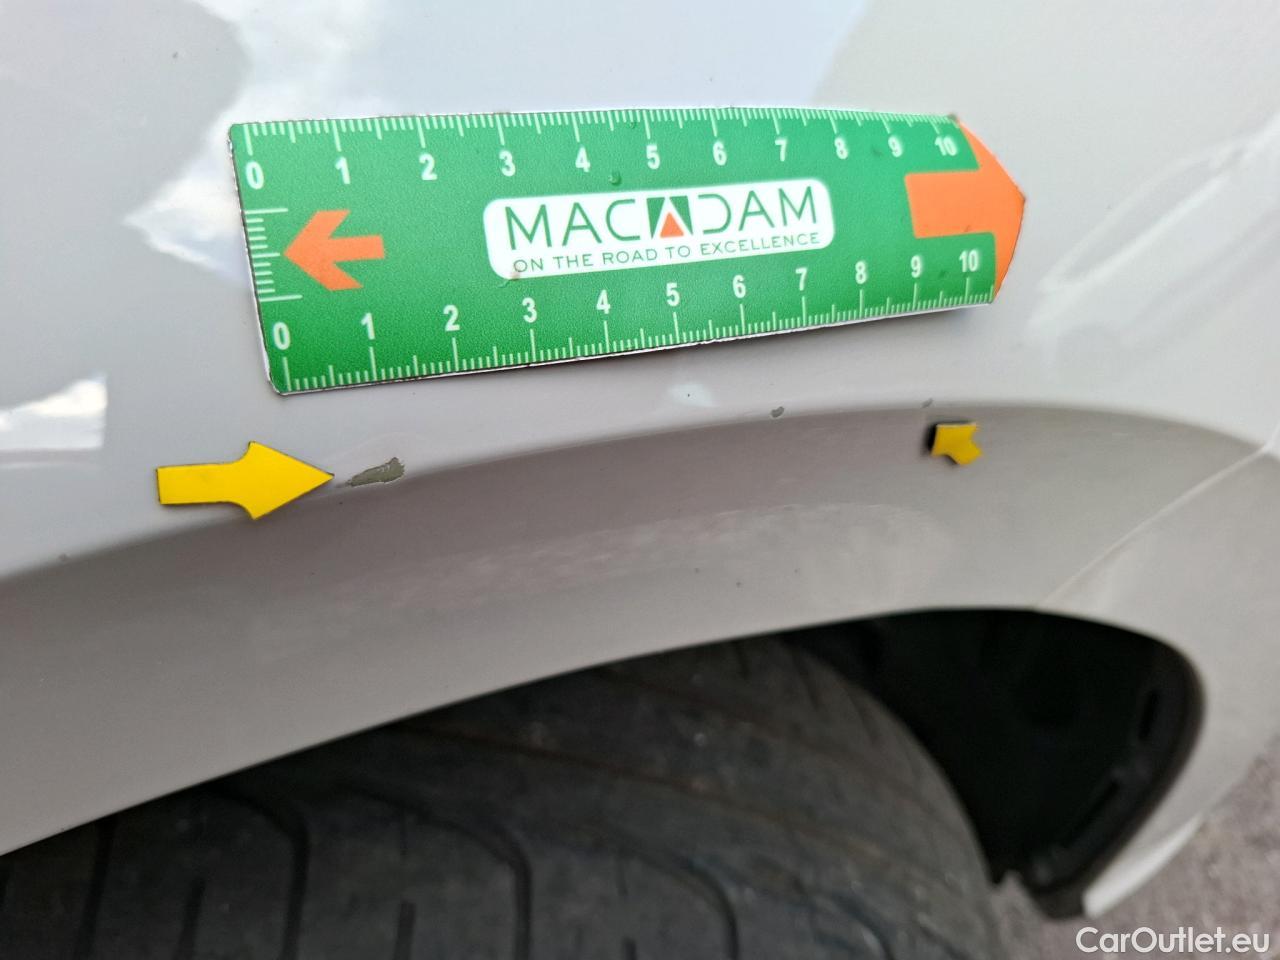 0 1 2 3 4 5 6 7 8 9 10
MACADAM
ON THE ROAD TO EXCELLENCE
0 1 2 3 4 5 6 7 8 9 10
CarOutlet.eu